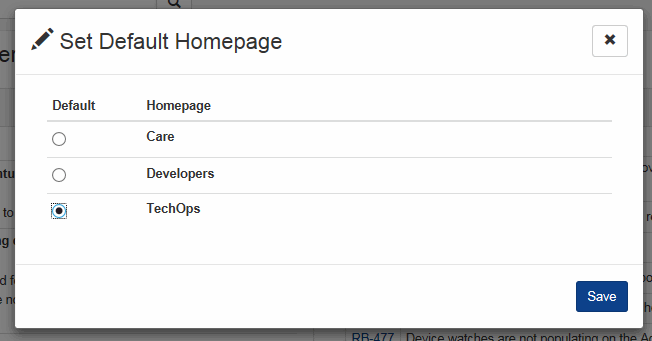 Set Default Homepage
Default Homepage
Care
Developers
TechOps
Save
RB-477 Device watches are not populating on the